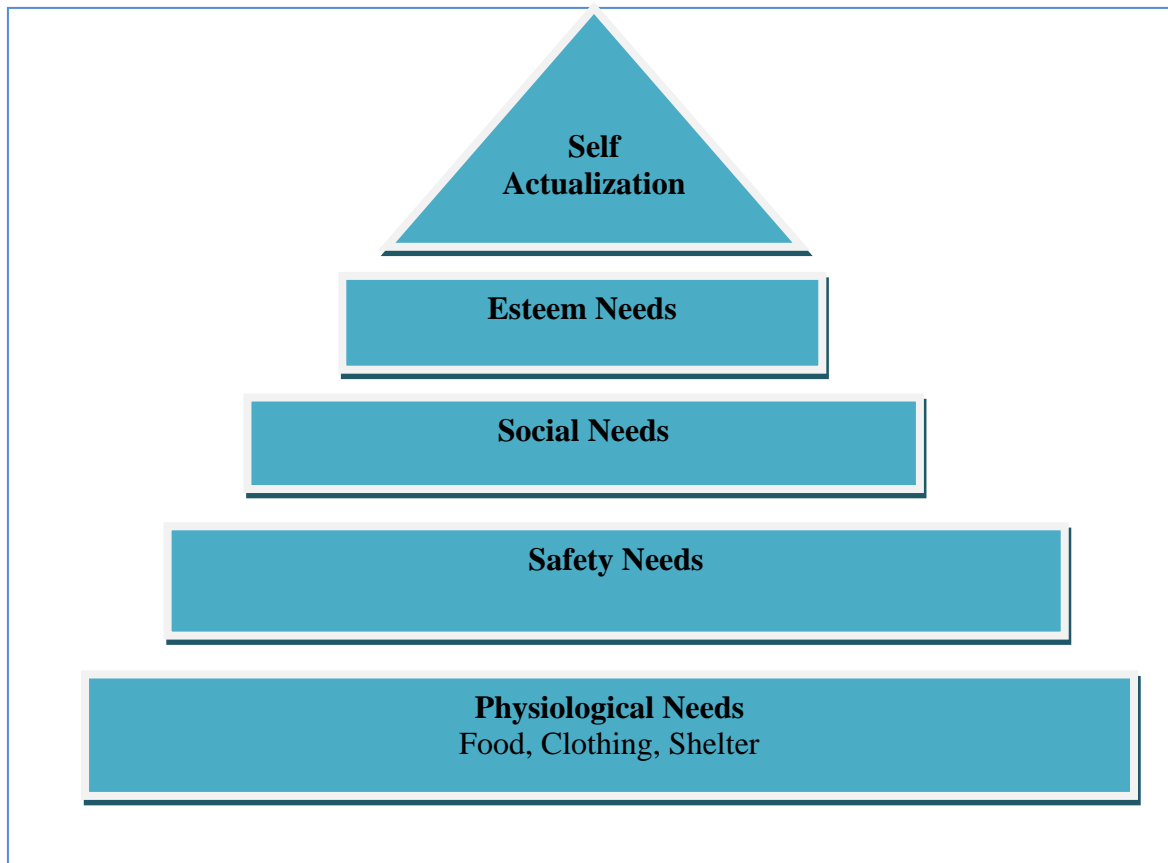 Self
Actualization
Esteem Needs
Social Needs
Safety Needs
Physiological Needs
Food, Clothing, Shelter